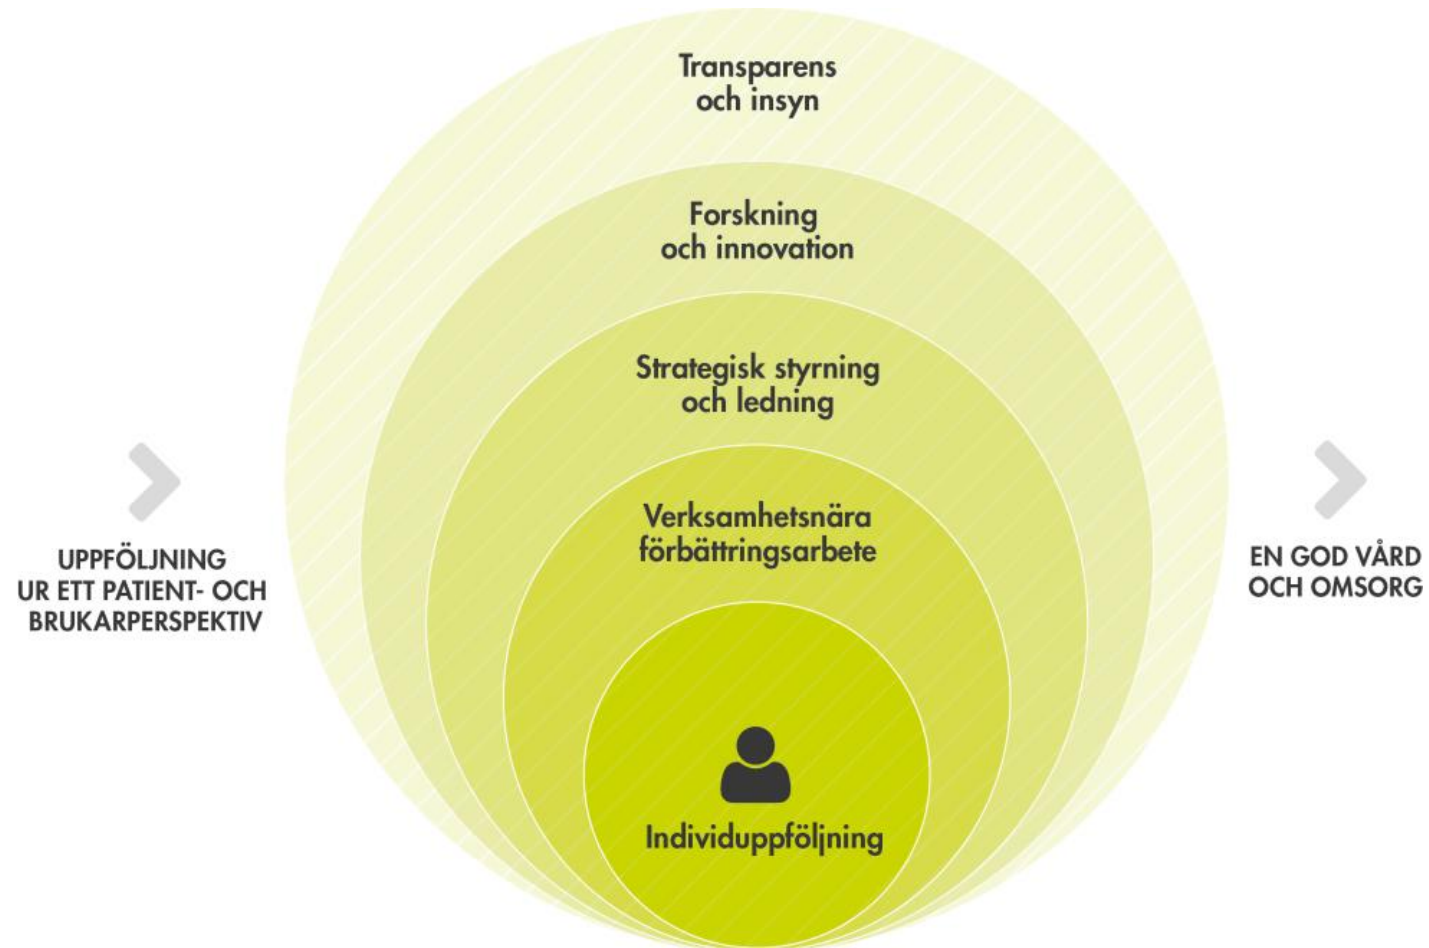 Transparens
och insyn
Forskning
och innovation
Strategisk styrning
och ledning
Verksamhetsnära
förbättringsarbete
Individuppföljning
UPPFÖLJNING
UR ETT PATIENT- OCH
BRUKARPERSPEKTIV
EN GOD VÅRD
OCH OMSORG